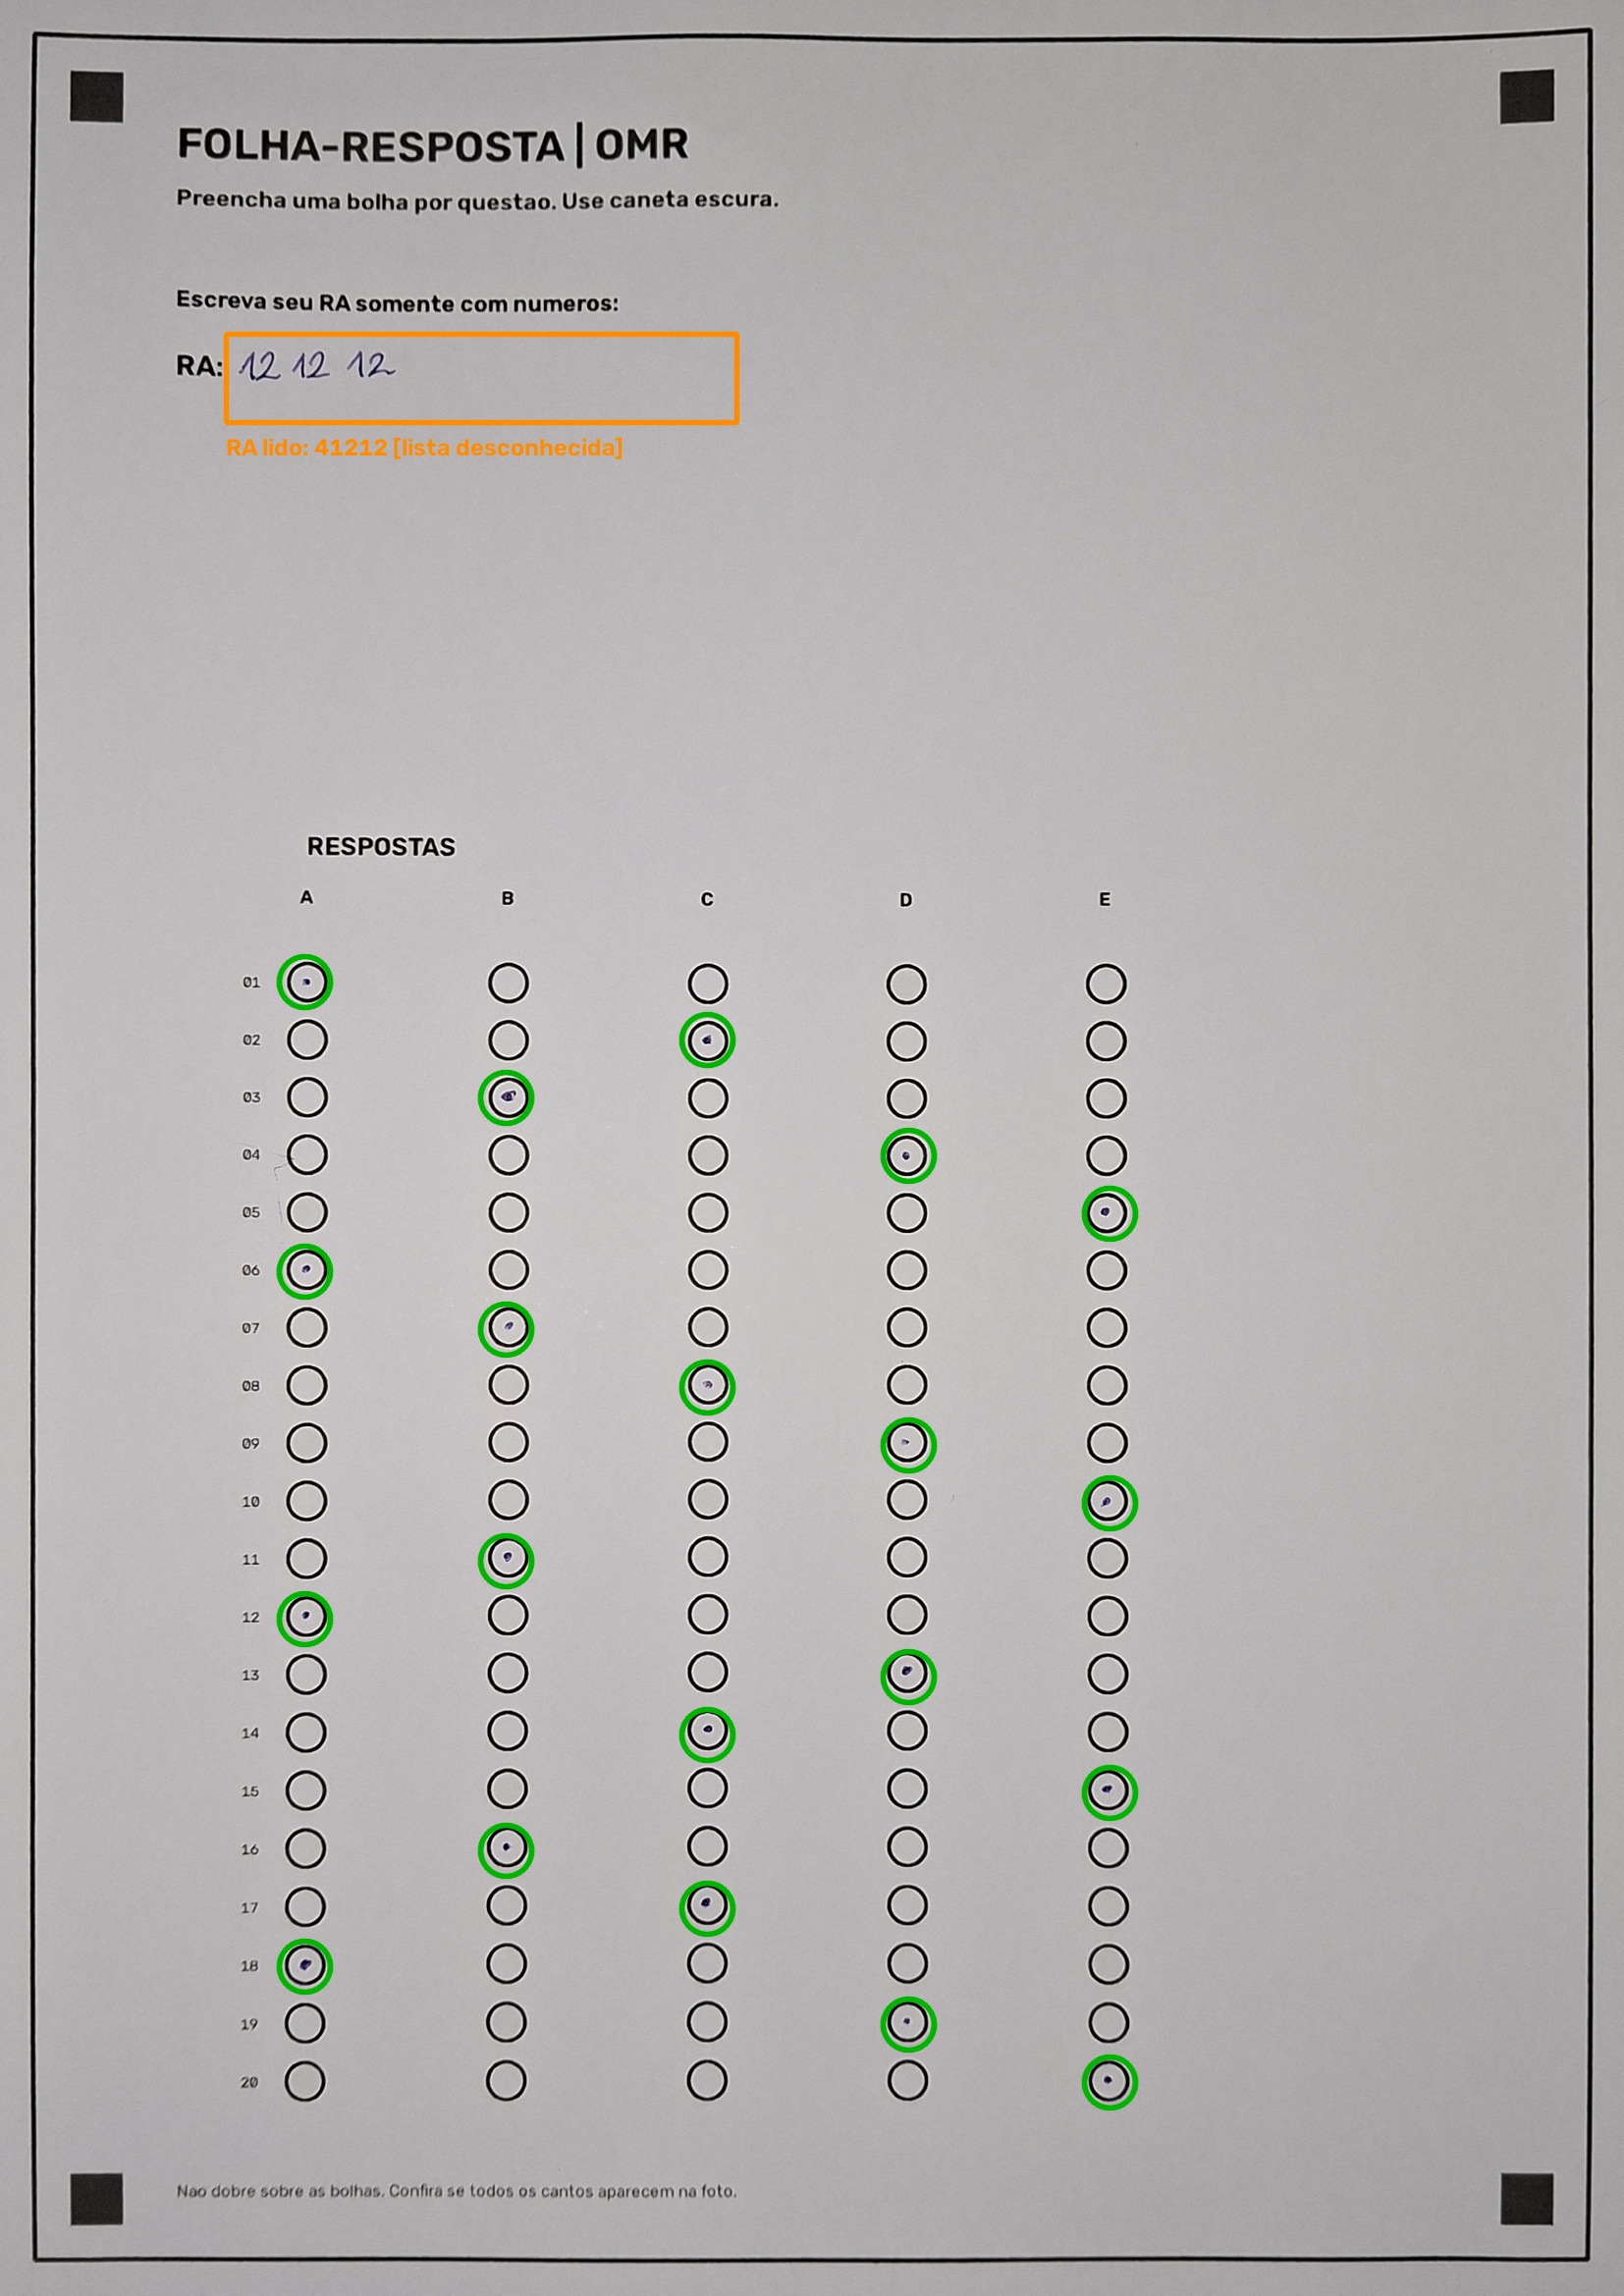 FOLHA-RESPOSTA | OMR
Preencha uma bolha por questao. Use caneta escura.
Escreva seu RA somente com numeros:
RA: 12 12 12
RA lido: 41212 [lista desconhecida]
RESPOSTAS
A B C D E
01
02
03
04
05
06
07
08
09
10
11
12
13
14
15
16
17
18
19
20
Nao dobre sobre as bolhas. Confira se todos os cantos aparecem na foto.